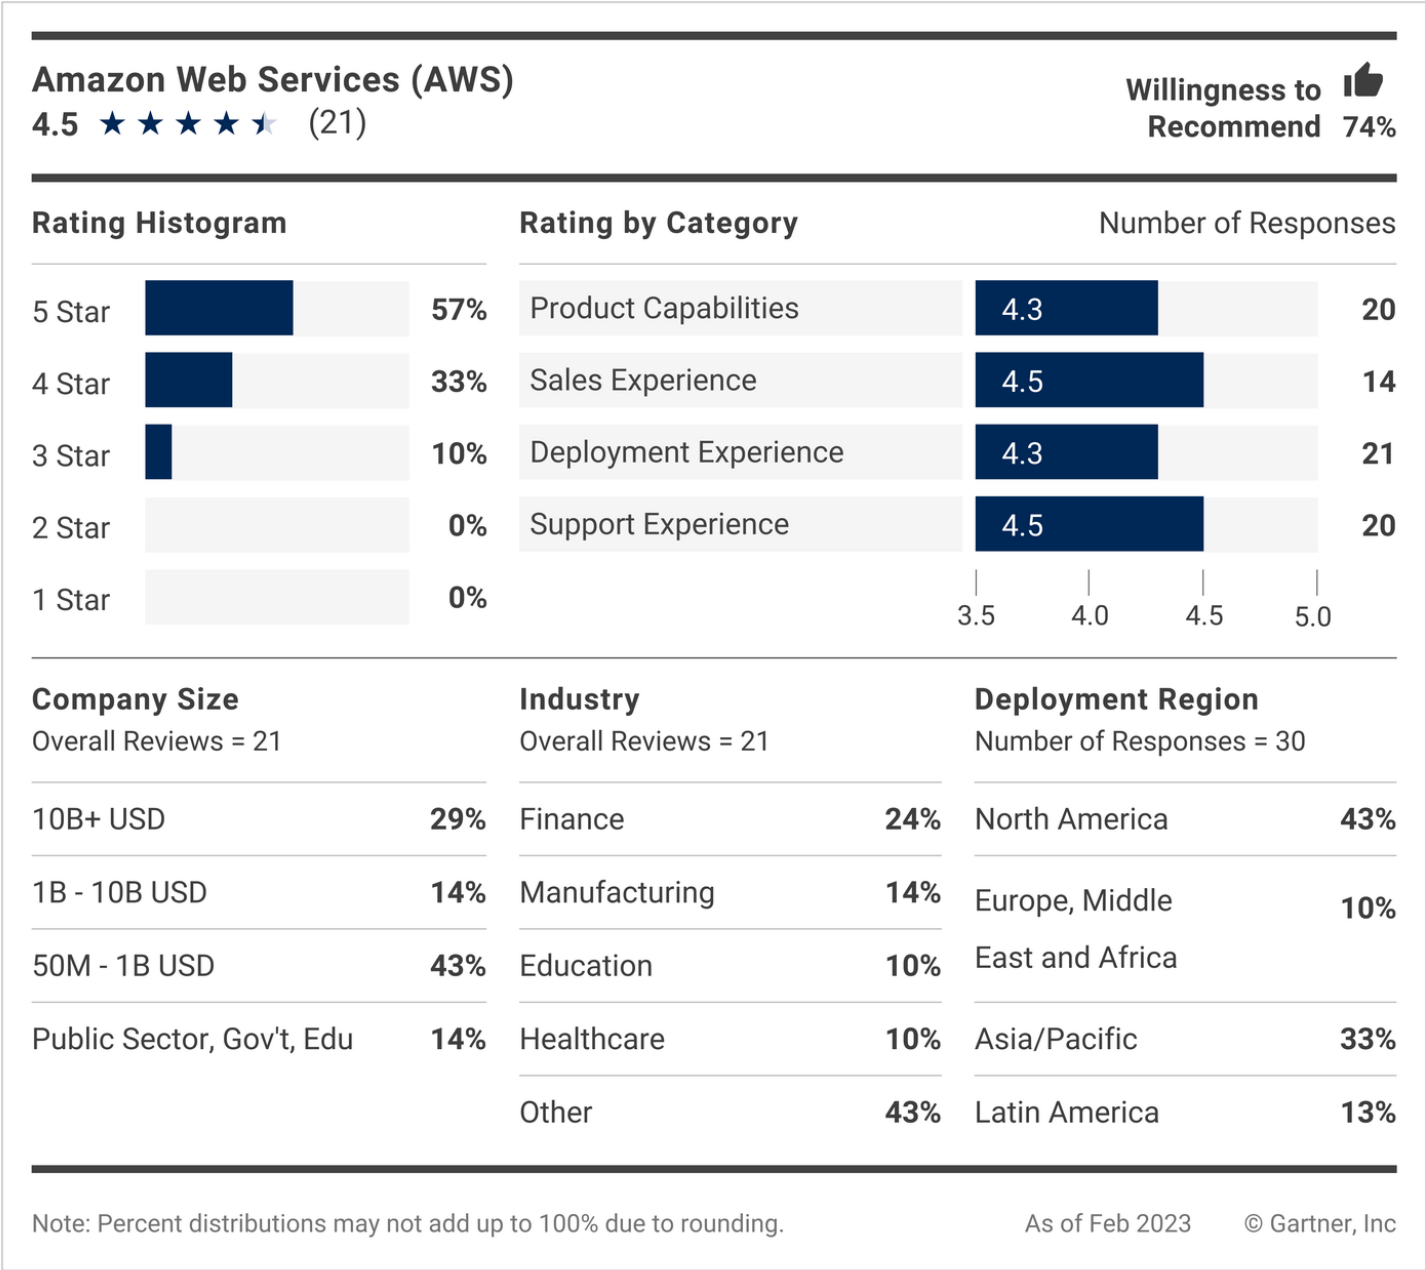 Amazon Web Services (AWS)
4.5 (21)
Willingness to
Recommend 74%
Rating Histogram
5 Star 57%
4 Star 33%
3 Star 10%
2 Star 0%
1 Star 0%
Rating by Category Number of Responses
Product Capabilities 4.3 20
Sales Experience 4.5 14
Deployment Experience 4.3 21
Support Experience 4.5 20
3.5 4.0 4.5 5.0
Company Size
Overall Reviews = 21
10B+ USD 29%
1B - 10B USD 14%
50M - 1B USD 43%
Public Sector, Gov't, Edu 14%
Industry
Overall Reviews = 21
Finance 24%
Manufacturing 14%
Education 10%
Healthcare 10%
Other 43%
Deployment Region
Number of Responses = 30
North America 43%
Europe, Middle 10%
East and Africa
Asia/Pacific 33%
Latin America 13%
Note: Percent distributions may not add up to 100% due to rounding. As of Feb 2023 © Gartner, Inc